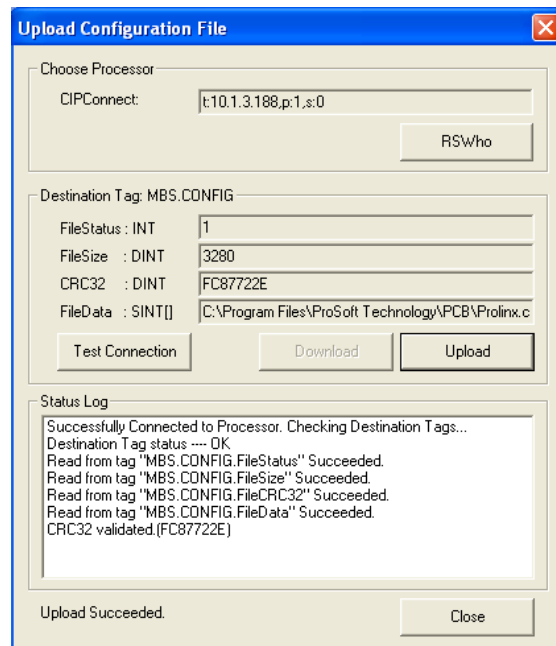 Upload Configuration File
Choose Processor
CIPConnect: t:10.1.3.188,p:1,s:0
RSWho
Destination Tag: MBS.CONFIG
FileStatus : INT 1
FileSize : DINT 3280
CRC32 : DINT FC87722E
FileData : SINT[] C:\Program Files\ProSoft Technology\PCB\Prolinx.c
Test Connection Download Upload
Status Log
Successfully Connected to Processor. Checking Destination Tags...
Destination Tag status ---- OK
Read from tag "MBS.CONFIG.FileStatus" Succeeded.
Read from tag "MBS.CONFIG.FileSize" Succeeded.
Read from tag "MBS.CONFIG.FileCRC32" Succeeded.
Read from tag "MBS.CONFIG.FileData" Succeeded.
CRC32 validated.(FC87722E)
Upload Succeeded. Close